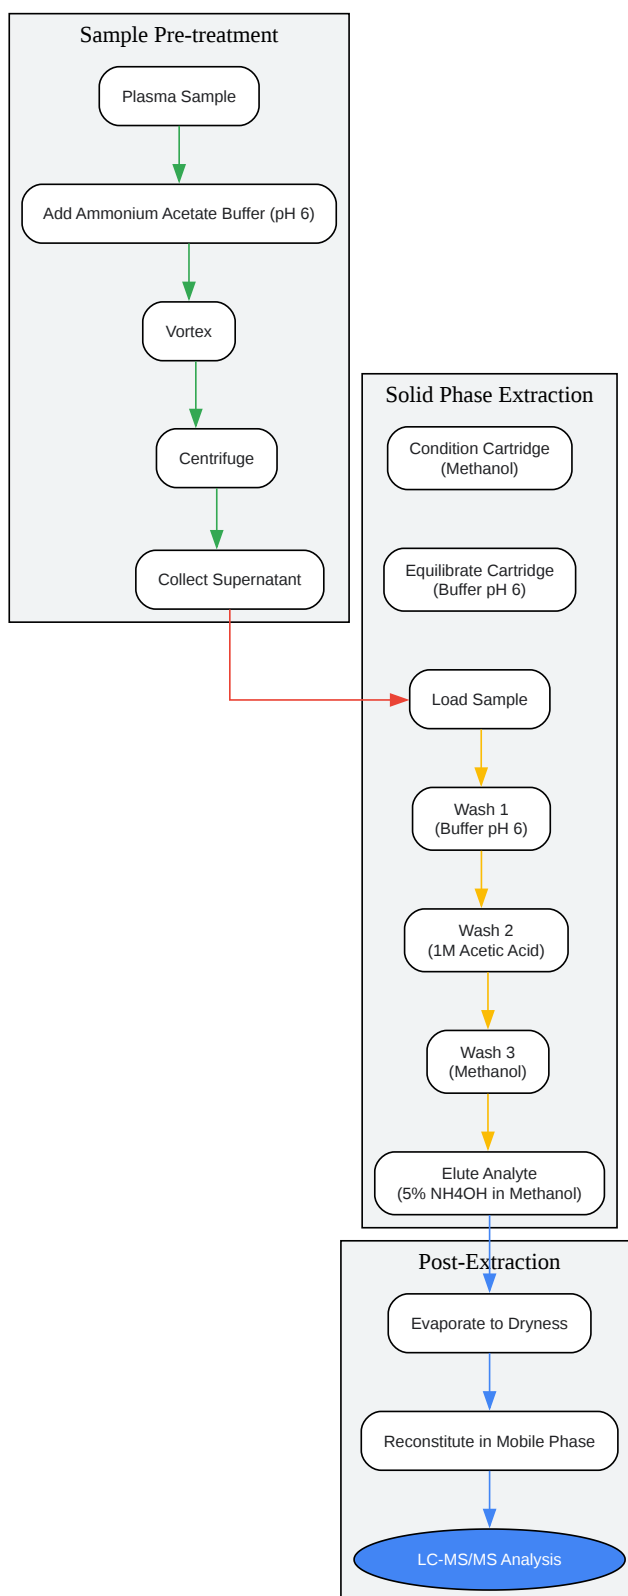 Sample Pre-treatment
Plasma Sample
Add Ammonium Acetate Buffer (pH 6)
Vortex
Centrifuge
Collect Supernatant
Solid Phase Extraction
Condition Cartridge
(Methanol)
Equilibrate Cartridge
(Buffer pH 6)
Load Sample
Wash 1
(Buffer pH 6)
Wash 2
(1M Acetic Acid)
Wash 3
(Methanol)
Elute Analyte
(5% NH4OH in Methanol)
Post-Extraction
Evaporate to Dryness
Reconstitute in Mobile Phase
LC-MS/MS Analysis